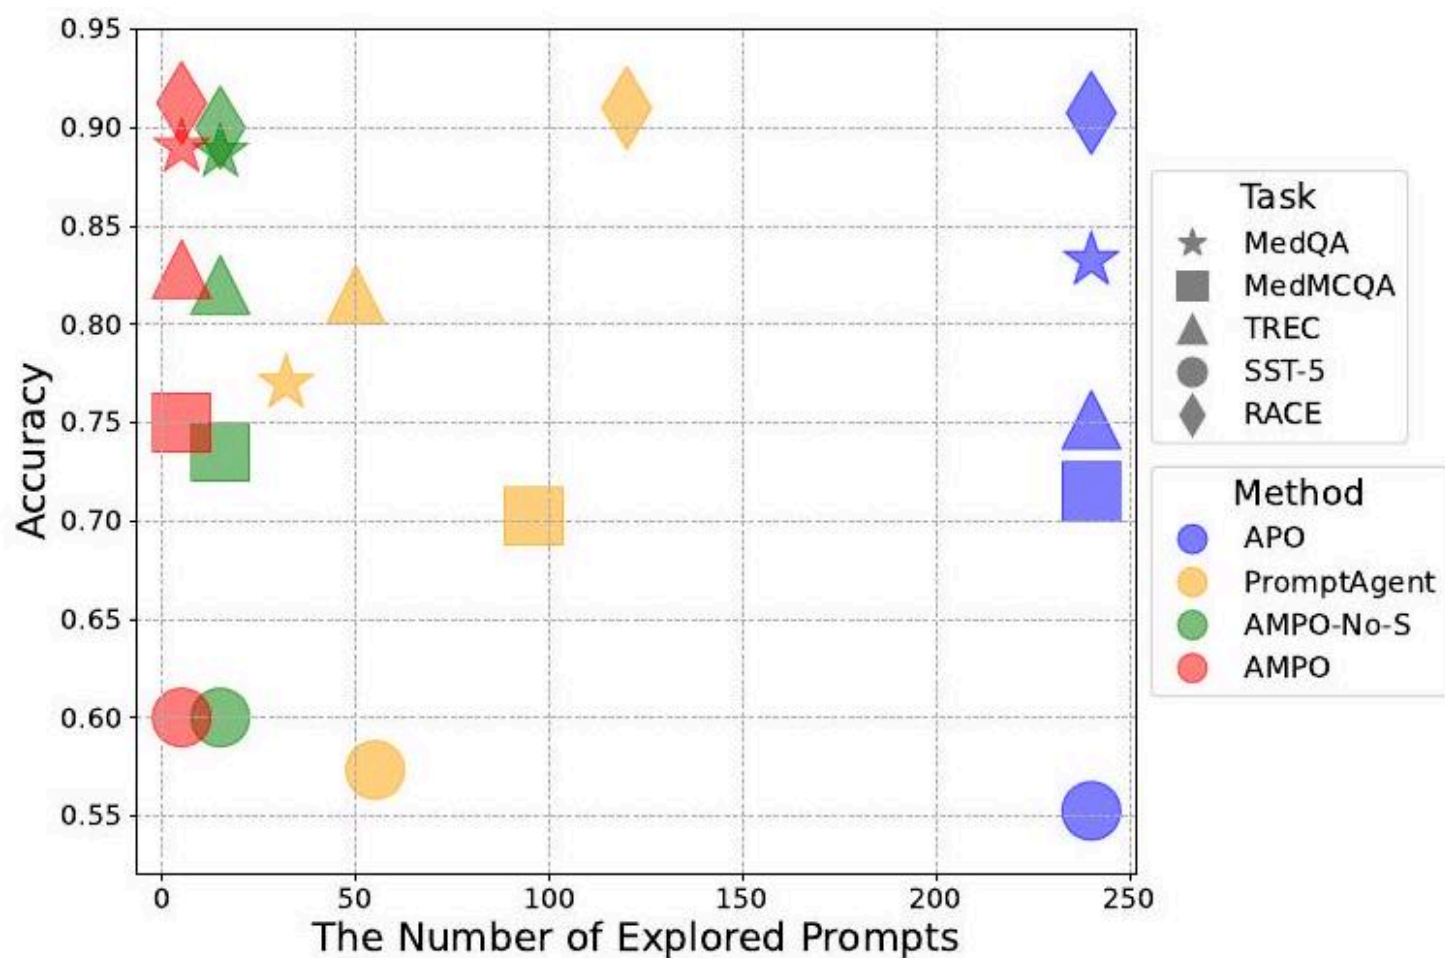 0.95
0.90
0.85
0.80
0.75
0.70
0.65
0.60
0.55
Accuracy
0
50
100
150
200
250
The Number of Explored Prompts
Task
MedQA
MedMCQA
TREC
SST-5
RACE
Method
APO
PromptAgent
AMPO-No-S
AMPO